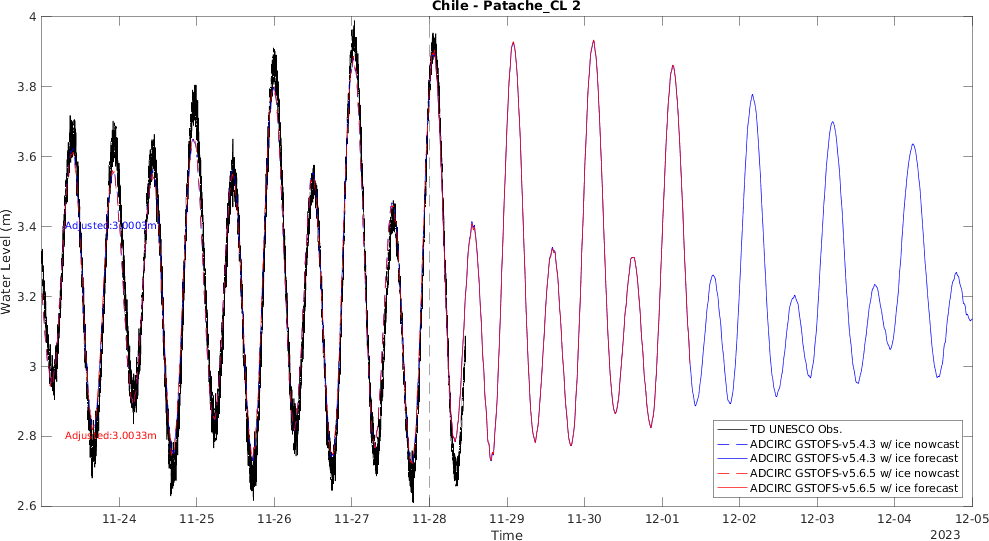 Chile - Patache_CL 2
Water Level (m)
4
3.8
3.6
3.4
3.2
3
2.8
2.6
Adjusted:3.0003m
Adjusted:3.0033m
TD UNESCO Obs.
ADCIRC GSTOFS-v5.4.3 w/ ice nowcast
ADCIRC GSTOFS-v5.4.3 w/ ice forecast
ADCIRC GSTOFS-v5.6.5 w/ ice nowcast
ADCIRC GSTOFS-v5.6.5 w/ ice forecast
11-24 11-25 11-26 11-27 11-28 11-29 11-30 12-01 12-02 12-03 12-04 12-05
Time
2023